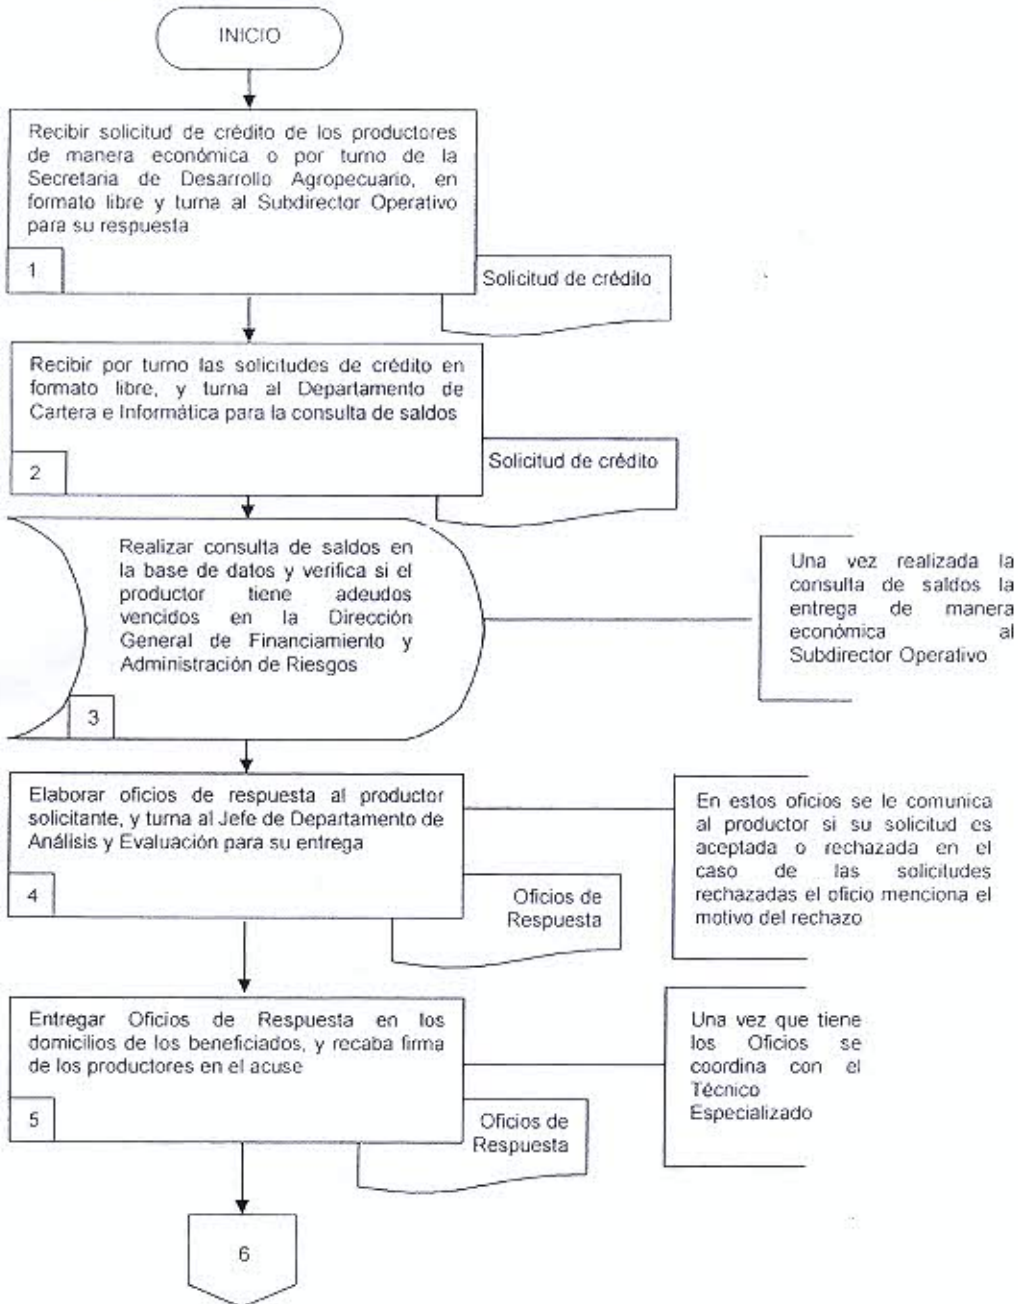 INICIO
Recibir solicitud de crédito de los productores
de manera económica o por turno de la
Secretaria de Desarrollo Agropecuario, en
formato libre y turna al Subdirector Operativo
para su respuesta
1
Solicitud de crédito
Recibir por turno las solicitudes de crédito en
formato libre, y turna al Departamento de
Cartera e Informática para la consulta de saldos
2
Solicitud de crédito
Realizar consulta de saldos en
la base de datos y verifica si el
productor tiene adeudos
vencidos en la Dirección
General de Financiamiento y
Administración de Riesgos
3
Una vez realizada la
consulta de saldos la
entrega de manera
económica al
Subdirector Operativo
Elaborar oficios de respuesta al productor
solicitante, y turna al Jefe de Departamento de
Análisis y Evaluación para su entrega
4
Oficios de
Respuesta
En estos oficios se le comunica
al productor si su solicitud es
aceptada o rechazada en el
caso de las solicitudes
rechazadas el oficio menciona el
motivo del rechazo
Entregar Oficios de Respuesta en los
domicilios de los beneficiados, y recaba firma
de los productores en el acuse
5
Oficios de
Respuesta
Una vez que tiene
los Oficios se
coordina con el
Técnico
Especializado
6